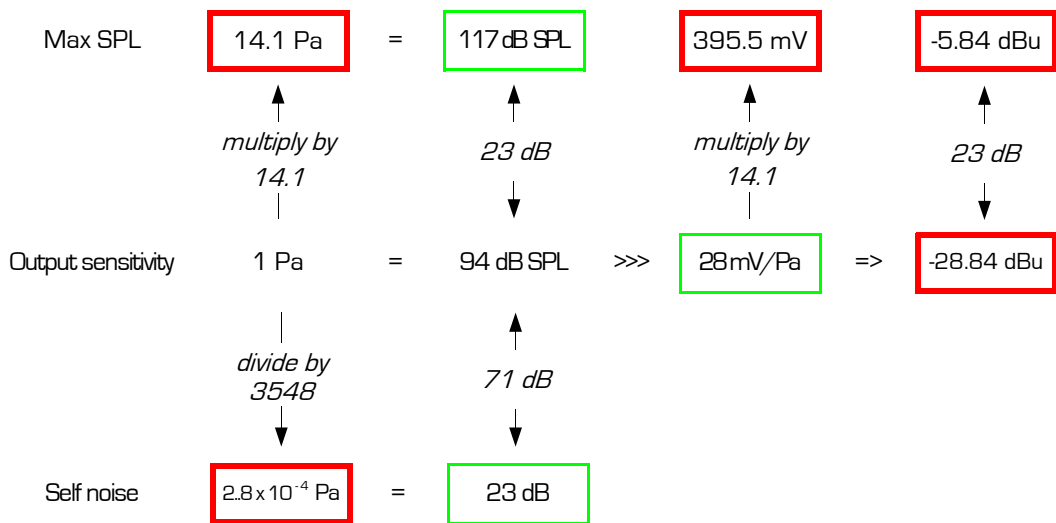 Max SPL 14.1 Pa = 117 dB SPL 395.5 mV -5.84 dBu
multiply by 23 dB multiply by 23 dB
14.1 14.1
Output sensitivity 1 Pa = 94 dB SPL >>> 28mV/Pa => -28.84 dBu
divide by 71 dB
3548
Self noise 2..8 x 10⁻⁴ Pa = 23 dB